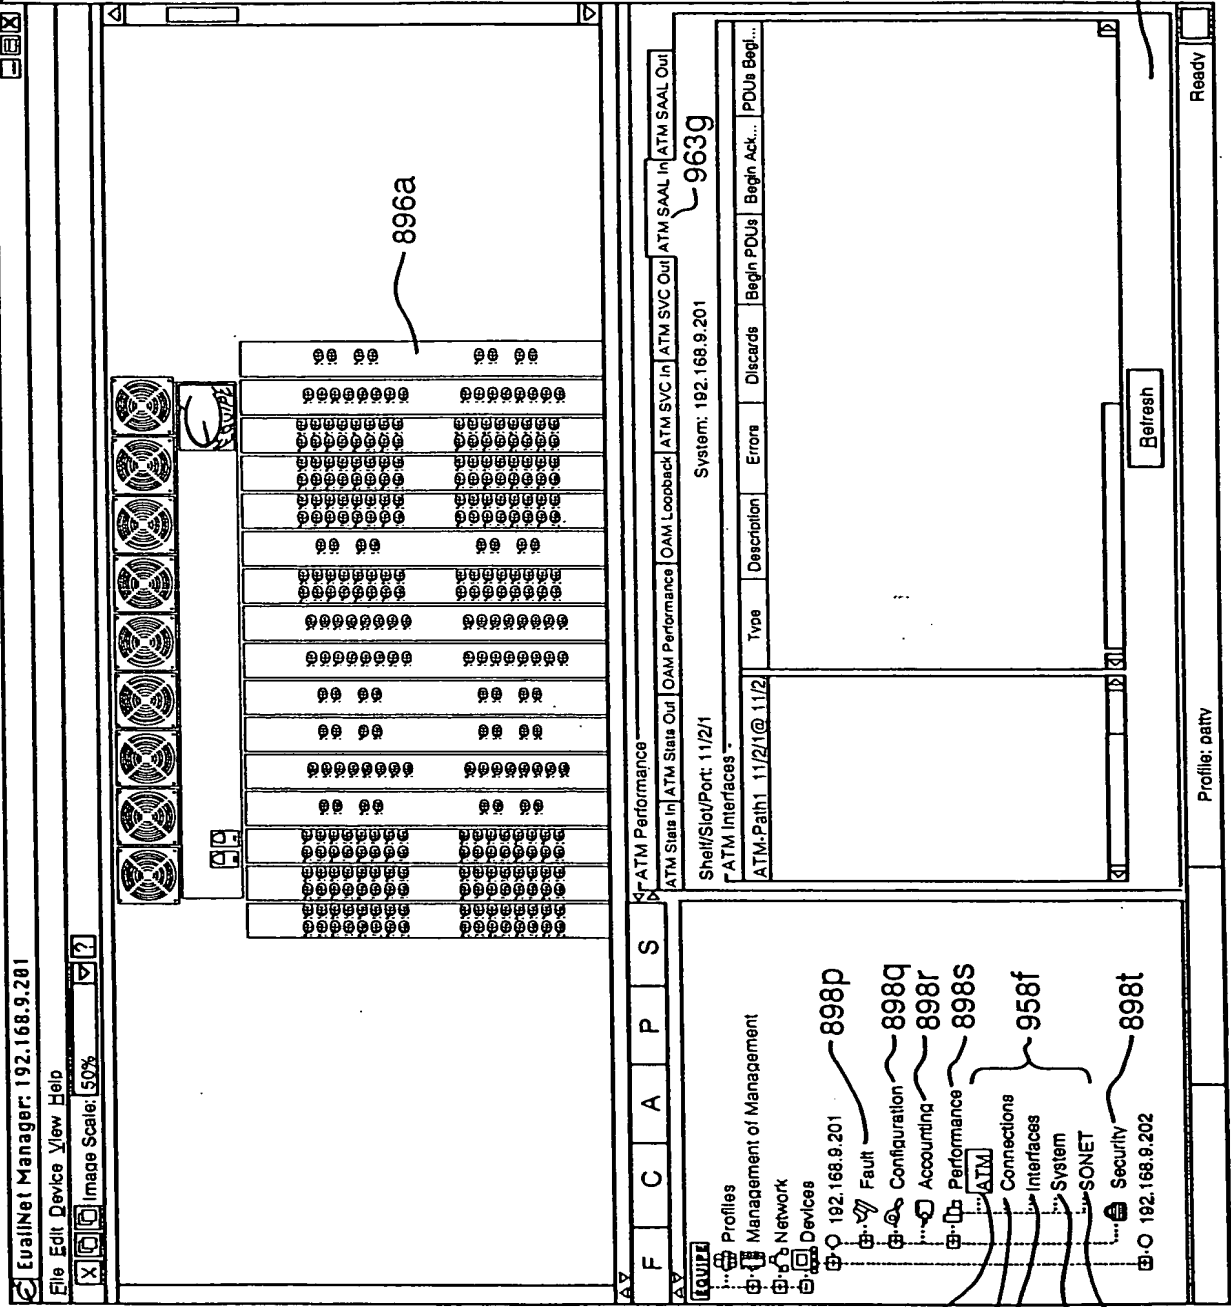 EquallNet Manager: 192.168.9.201
File Edit Device View Help
X Image Scale: 50% ?
896a
F C A P S
EQUIPE
Profiles
Management of Management
Network
Devices
192.168.9.201
898p
Fault
Configuration
898q
Accounting
898r
Performance
898s
ATM
Connections
Interfaces
958f
System
SONET
Security
898t
192.168.9.202
ATM Performance
ATM Stats In ATM Stats Out OAM Performance OAM Loopback ATM SVC In ATM SVC Out ATM SAAL In ATM SAAL Out
963g
Shelf/Slot/Port: 11/2/1 System: 192.168.9.201
ATM Interfaces
ATM-Path1 11/2/1@ 11/2
Type Description Errors Discards Begin PDUs Begin Ack... PDUs Begi...
Refresh
Profile: patty Ready